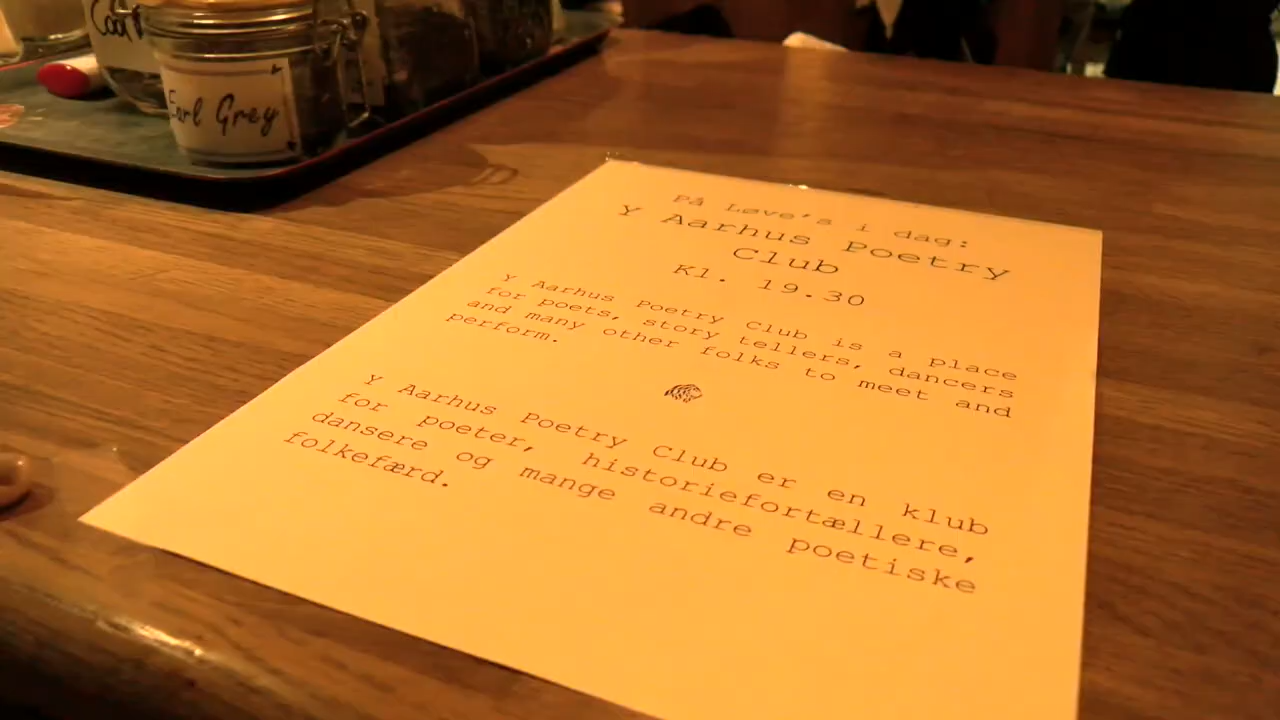 Earl Grey
På Løve's i dag:
Y Aarhus Poetry
Club
Kl. 19.30
Y Aarhus Poetry Club is a place
for poets, story tellers, dancers
and many other folks to meet and
perform.
Y Aarhus Poetry Club er en klub
for poeter, historiefortællere,
dansere og mange andre poetiske
folkefærd.